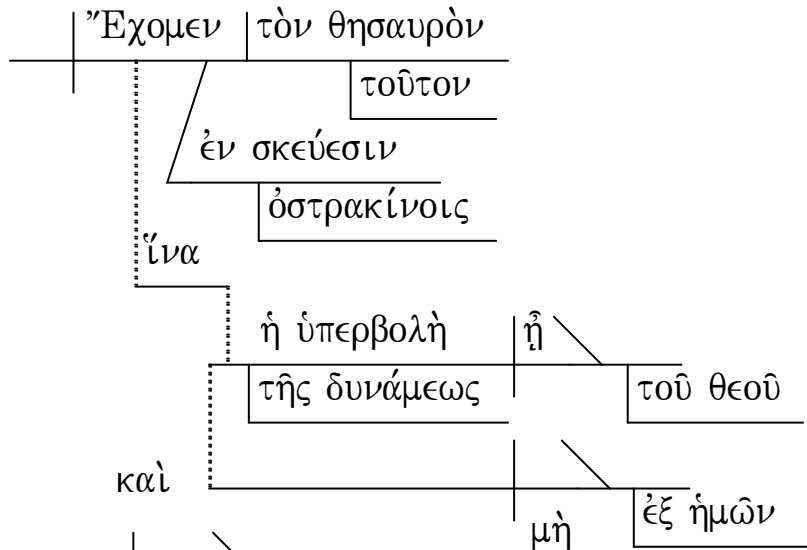 Ἔχομεν τὸν θησαυρὸν
τοῦτον
ἐν σκεύεσιν
ὀστρακίνοις
ἵνα
ἡ ὑπερβολὴ ᾖ
τῆς δυνάμεως τοῦ θεοῦ
καὶ
ἐξ ἡμῶν
μὴ